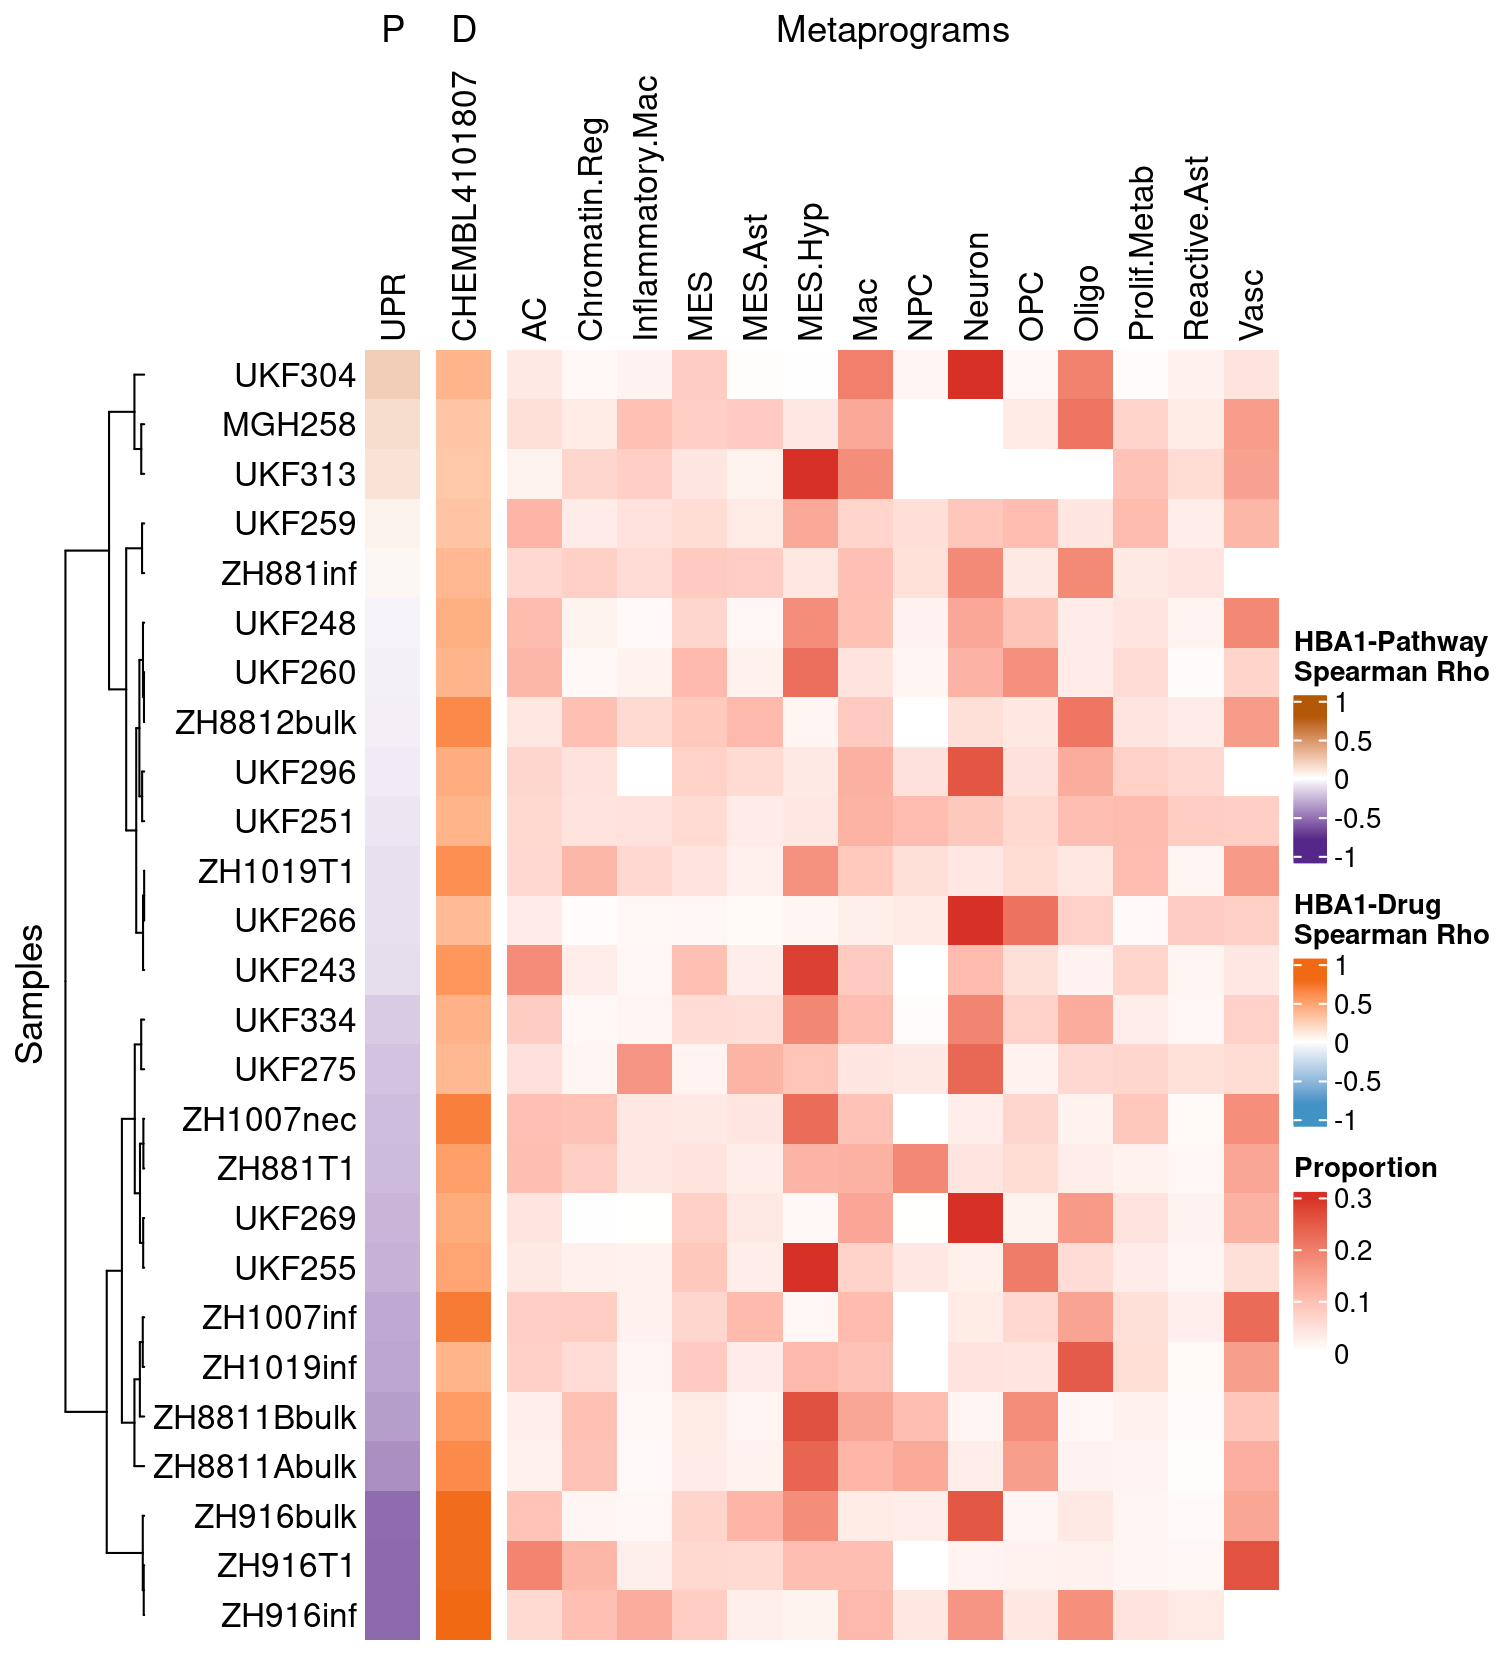 P D Metaprograms
UPR
CHEMBL4101807
AC
Chromatin.Reg
Inflammatory.Mac
MES
MES.Ast
MES.Hyp
Mac
NPC
Neuron
OPC
Oligo
Prolif.Metab
Reactive.Ast
Vasc
Samples
UKF304
MGH258
UKF313
UKF259
ZH881inf
UKF248
UKF260
ZH8812bulk
UKF296
UKF251
ZH1019T1
UKF266
UKF243
UKF334
UKF275
ZH1007nec
ZH881T1
UKF269
UKF255
ZH1007inf
ZH1019inf
ZH8811Bbulk
ZH8811Abulk
ZH916bulk
ZH916T1
ZH916inf
HBA1-Pathway
Spearman Rho
1
0.5
0
-0.5
-1
HBA1-Drug
Spearman Rho
1
0.5
0
-0.5
-1
Proportion
0.3
0.2
0.1
0